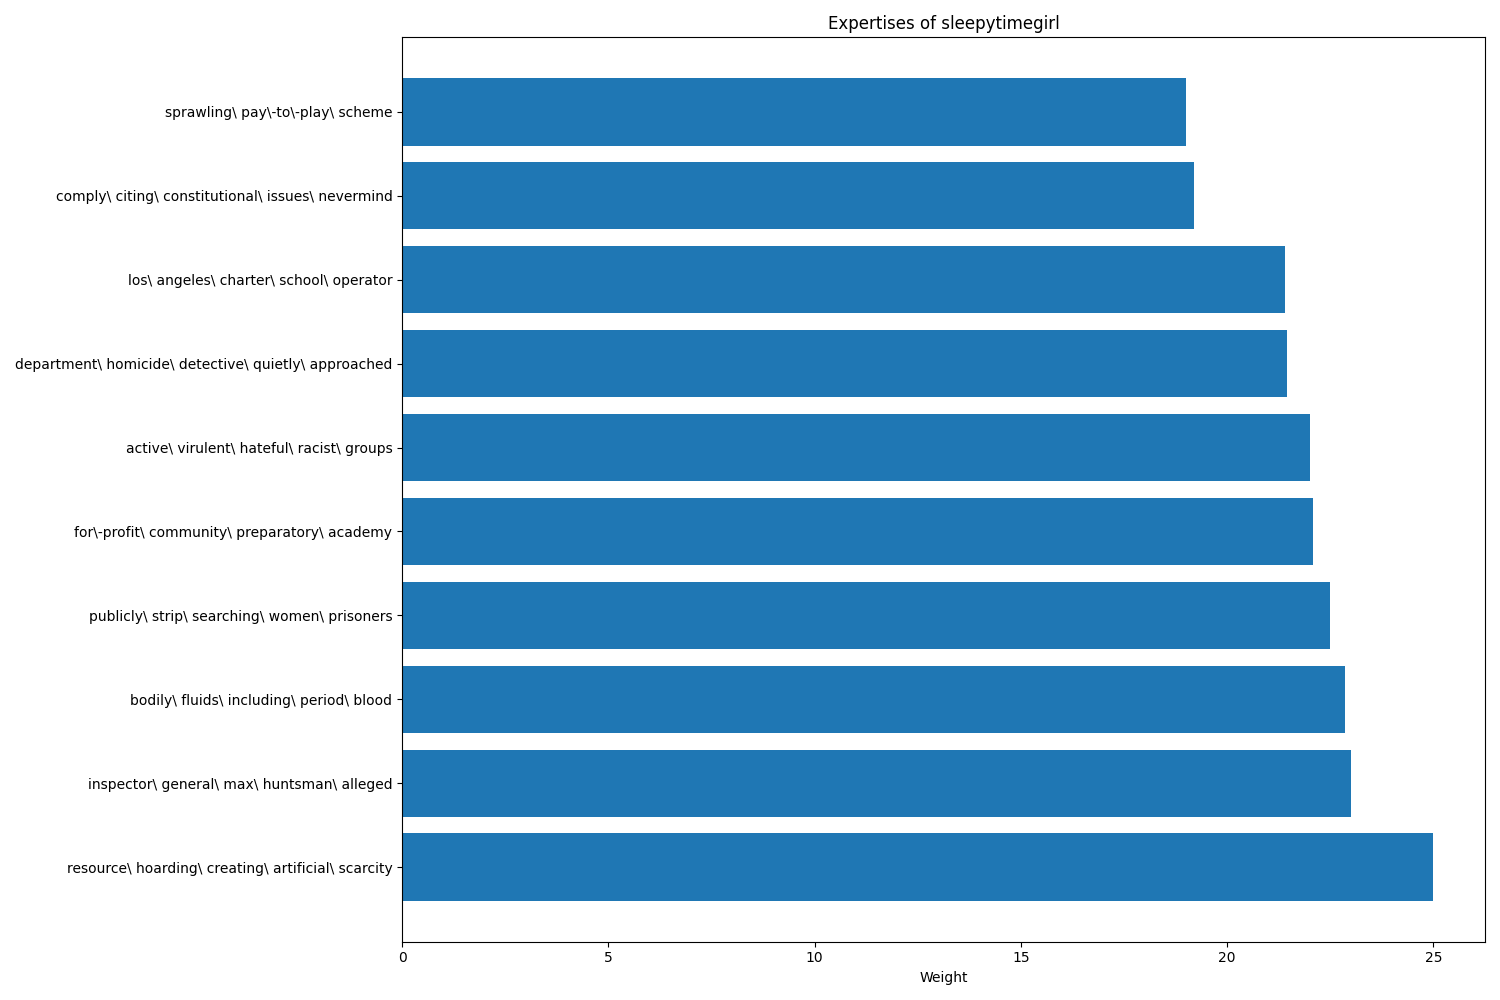 Expertises of sleepytimegirl
sprawling\ pay\-to\-play\ scheme
comply\ citing\ constitutional\ issues\ nevermind
los\ angeles\ charter\ school\ operator
department\ homicide\ detective\ quietly\ approached
active\ virulent\ hateful\ racist\ groups
for\-profit\ community\ preparatory\ academy
publicly\ strip\ searching\ women\ prisoners
bodily\ fluids\ including\ period\ blood
inspector\ general\ max\ huntsman\ alleged
resource\ hoarding\ creating\ artificial\ scarcity
0 5 10 15 20 25
Weight